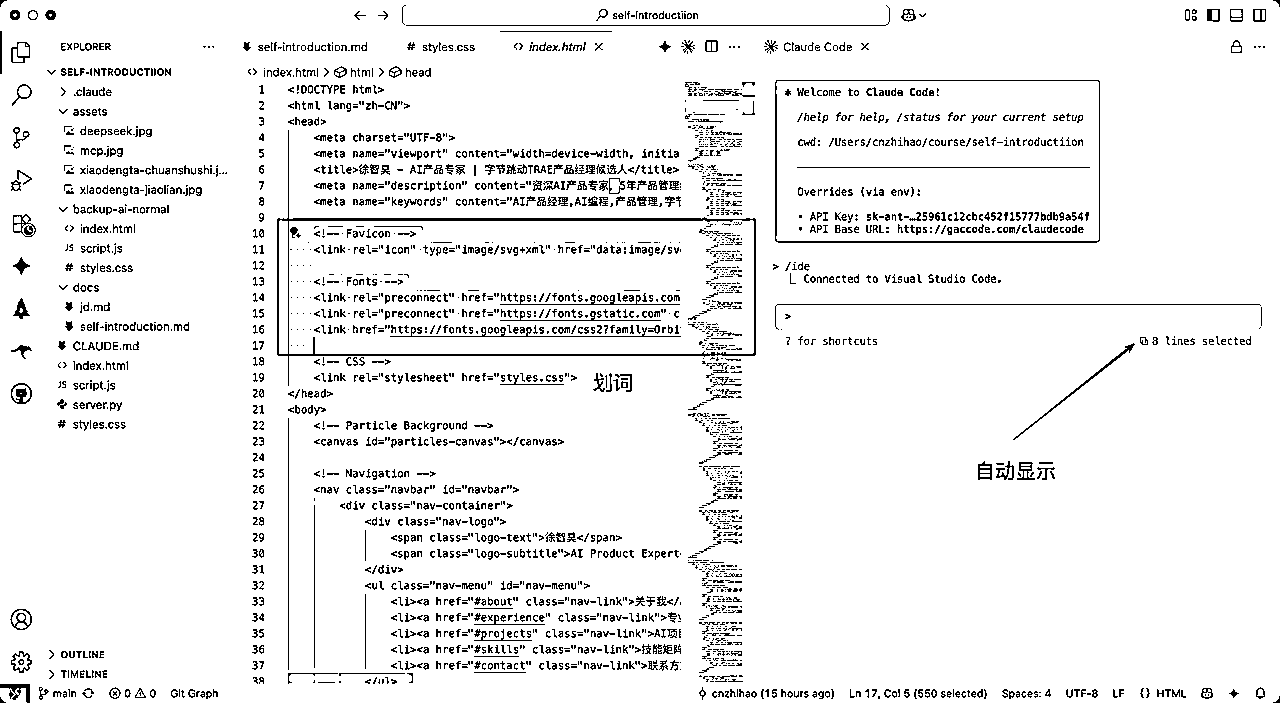 self-introductiion
EXPLORER
SELF-INTRODUCTIION
.claude
assets
deepseek.jpg
mcp.jpg
xiaodengta-chuanshushi.j...
xiaodengta-jiaolian.jpg
backup-ai-normal
index.html
script.js
styles.css
docs
jd.md
self-introduction.md
CLAUDE.md
index.html
script.js
server.py
styles.css
OUTLINE
TIMELINE
self-introduction.md styles.css index.html
index.html > html > head
1 <!DOCTYPE html>
2 <html lang="zh-CN">
3 <head>
4 <meta charset="UTF-8">
5 <meta name="viewport" content="width=device-width, initia
6 <title>徐智昊 - AI产品专家 | 字节跳动TRAE产品经理候选人</title>
7 <meta name="description" content="资深AI产品专家，5年产品管理
8 <meta name="keywords" content="AI产品经理,AI编程,产品管理,字
9
10 <!-- Favicon -->
11 <link rel="icon" type="image/svg+xml" href="data:image/sv
12
13 <!-- Fonts -->
14 <link rel="preconnect" href="https://fonts.googleapis.com
15 <link rel="preconnect" href="https://fonts.gstatic.com" c
16 <link href="https://fonts.googleapis.com/css2?family=Orbi
17
18 <!-- CSS -->
19 <link rel="stylesheet" href="styles.css">
20 </head>
21 <body>
22 <!-- Particle Background -->
23 <canvas id="particles-canvas"></canvas>
24
25 <!-- Navigation -->
26 <nav class="navbar" id="navbar">
27 <div class="nav-container">
28 <div class="nav-logo">
29 <span class="logo-text">徐智昊</span>
30 <span class="logo-subtitle">AI Product Expert
31 </div>
32 <ul class="nav-menu" id="nav-menu">
33 <li><a href="#about" class="nav-link">关于我</
34 <li><a href="#experience" class="nav-link">专
35 <li><a href="#projects" class="nav-link">AI项
36 <li><a href="#skills" class="nav-link">技能矩阵
37 <li><a href="#contact" class="nav-link">联系方
38 </ul>
划词
Claude Code
Welcome to Claude Code!
/help for help, /status for your current setup
cwd: /Users/cnzhihao/course/self-introductiion
Overrides (via env):
• API Key: sk-ant-…25961c12cbc452f15777bdb9a54f
• API Base URL: https://gaccode.com/claudecode
> /ide
Connected to Visual Studio Code.
>
? for shortcuts
8 lines selected
自动显示
main 0 0 Git Graph cnzhihao (15 hours ago) Ln 17, Col 5 (550 selected) Spaces: 4 UTF-8 LF {} HTML